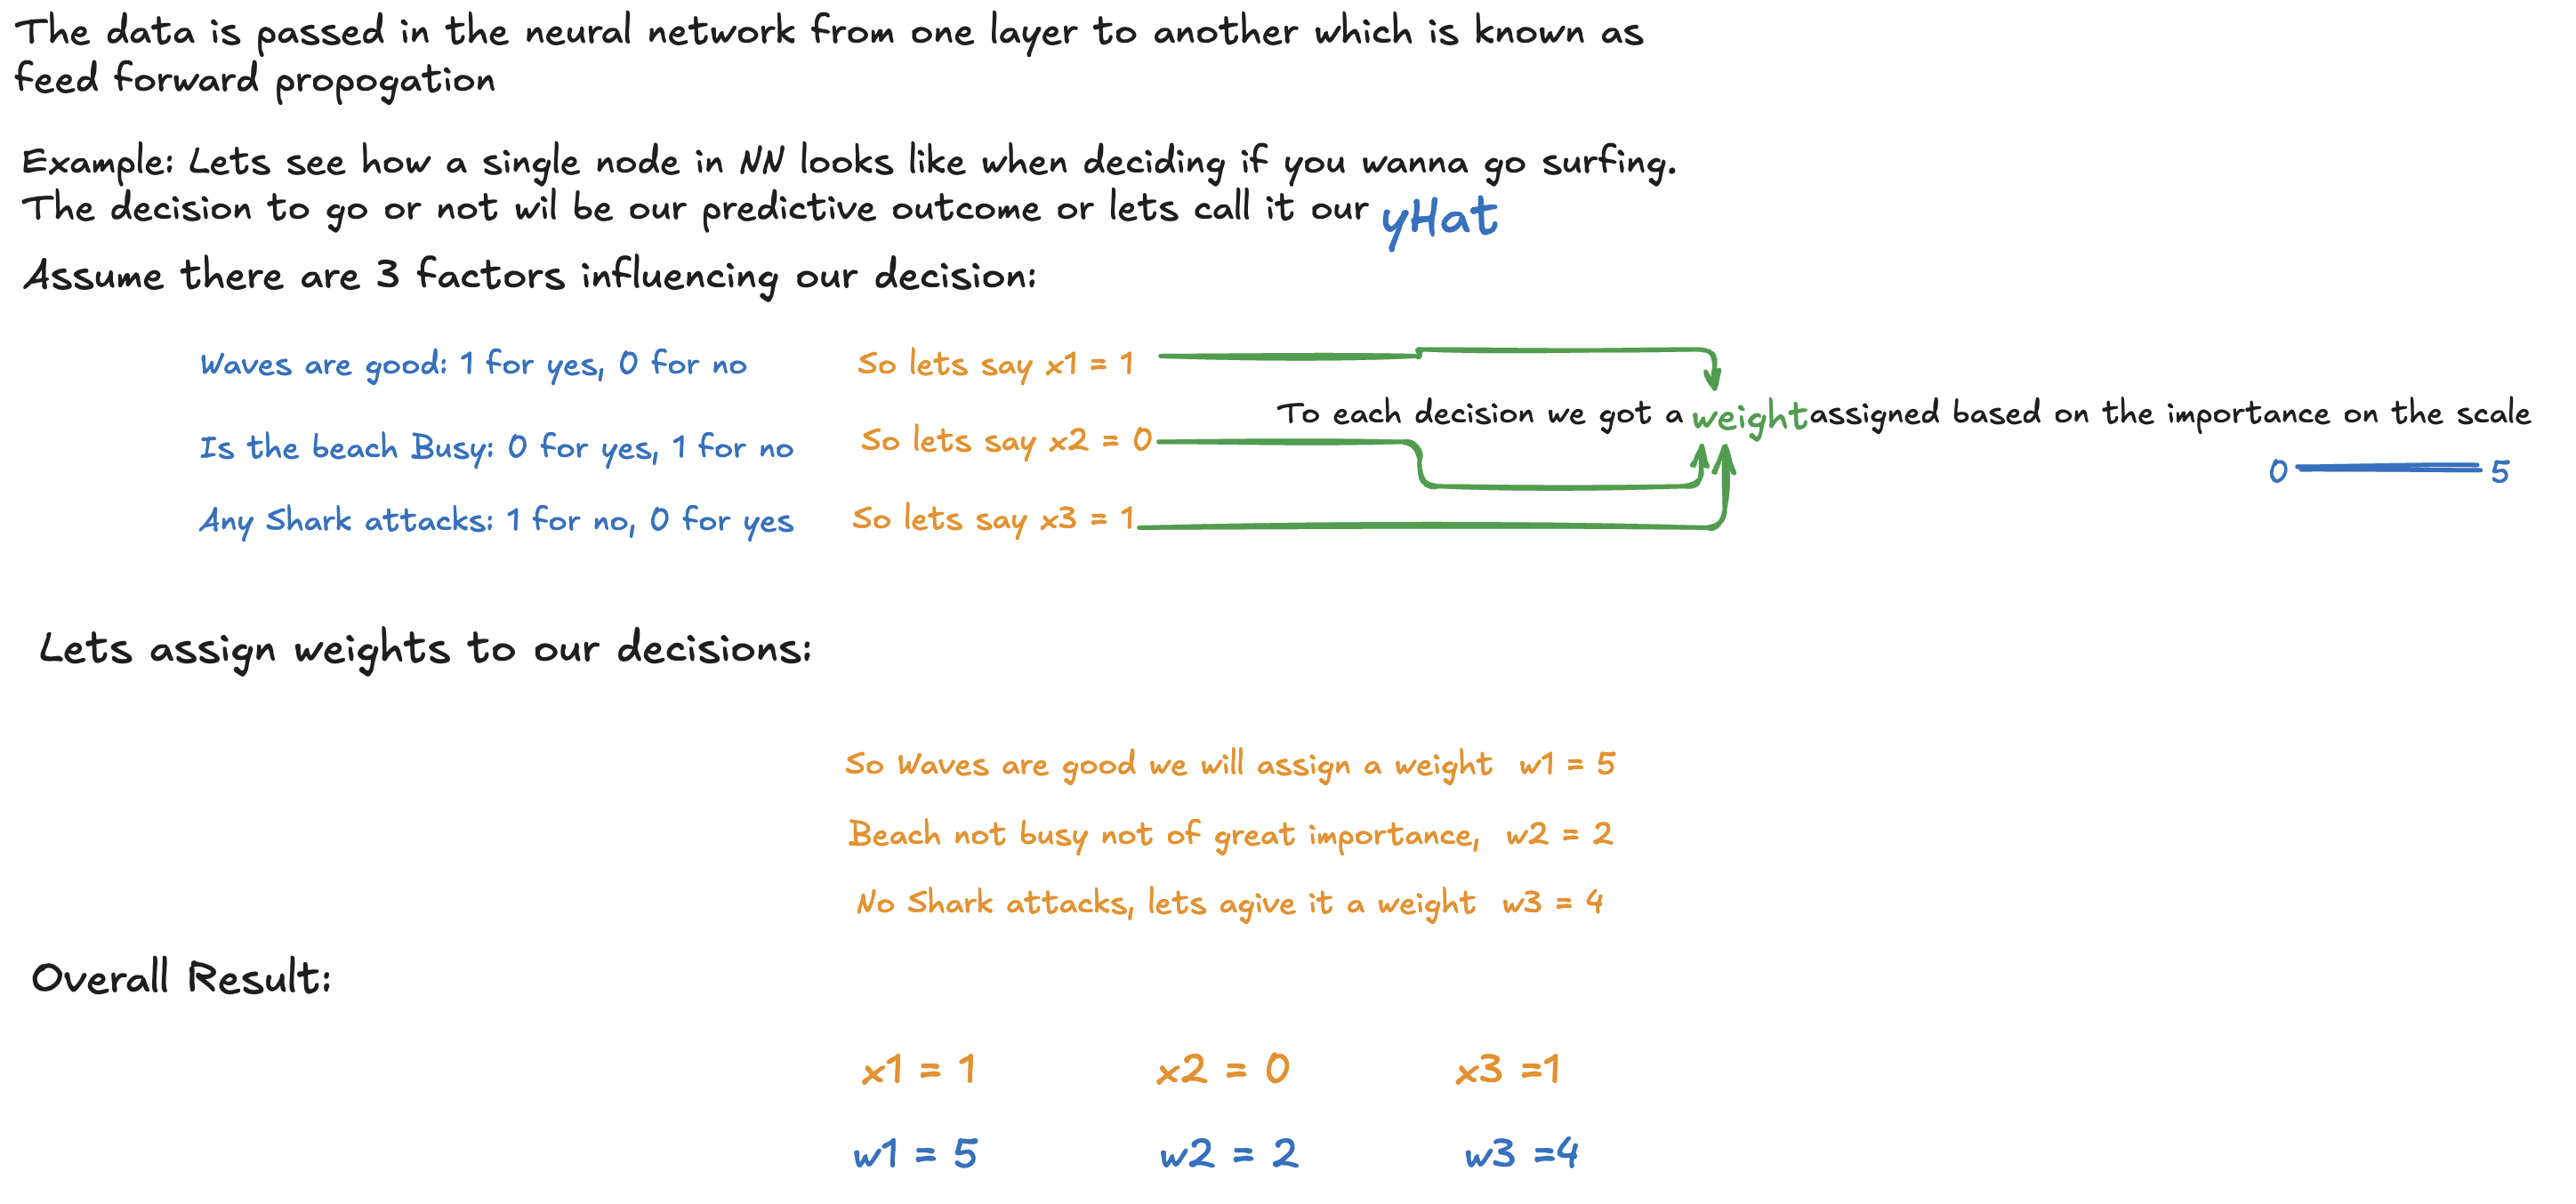 The data is passed in the neural network from one layer to another which is known as
feed forward propogation
Example: Lets see how a single node in NN looks like when deciding if you wanna go surfing.
The decision to go or not wil be our predictive outcome or lets call it our yHat
Assume there are 3 factors influencing our decision:
Waves are good: 1 for yes, 0 for no
So lets say x1 = 1
To each decision we got a weight assigned based on the importance on the scale
Is the beach Busy: 0 for yes, 1 for no
So lets say x2 = 0
0 5
Any Shark attacks: 1 for no, 0 for yes
So lets say x3 = 1
Lets assign weights to our decisions:
So Waves are good we will assign a weight w1 = 5
Beach not busy not of great importance, w2 = 2
No Shark attacks, lets agive it a weight w3 = 4
Overall Result:
x1 = 1 x2 = 0 x3 =1
w1 = 5 w2 = 2 w3 =4